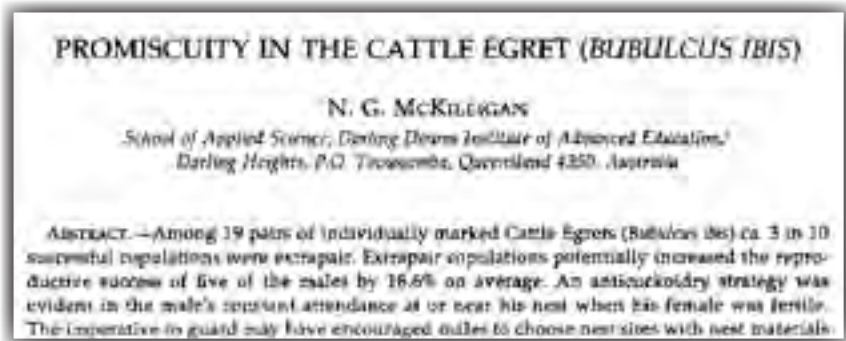 PROMISCUITY IN THE CATTLE EGRET (BUBULCUS IBIS)
N. G. MCKILLIGAN
School of Applied Science, Darling Downs Institute of Advanced Education,
Darling Heights, P.O. Toowoomba, Queensland 4350, Australia
ABSTRACT.—Among 19 pairs of individually marked Cattle Egrets (Bubulcus ibis) ca. 3 in 10
successful copulations were extrapair. Extrapair copulations potentially increased the repro-
ductive success of five of the males by 16.6% on average. An anticuckoldry strategy was
evident in the male's constant attendance at or near his nest when his female was fertile.
The imperative to guard may have encouraged males to choose nest sites with nest materials